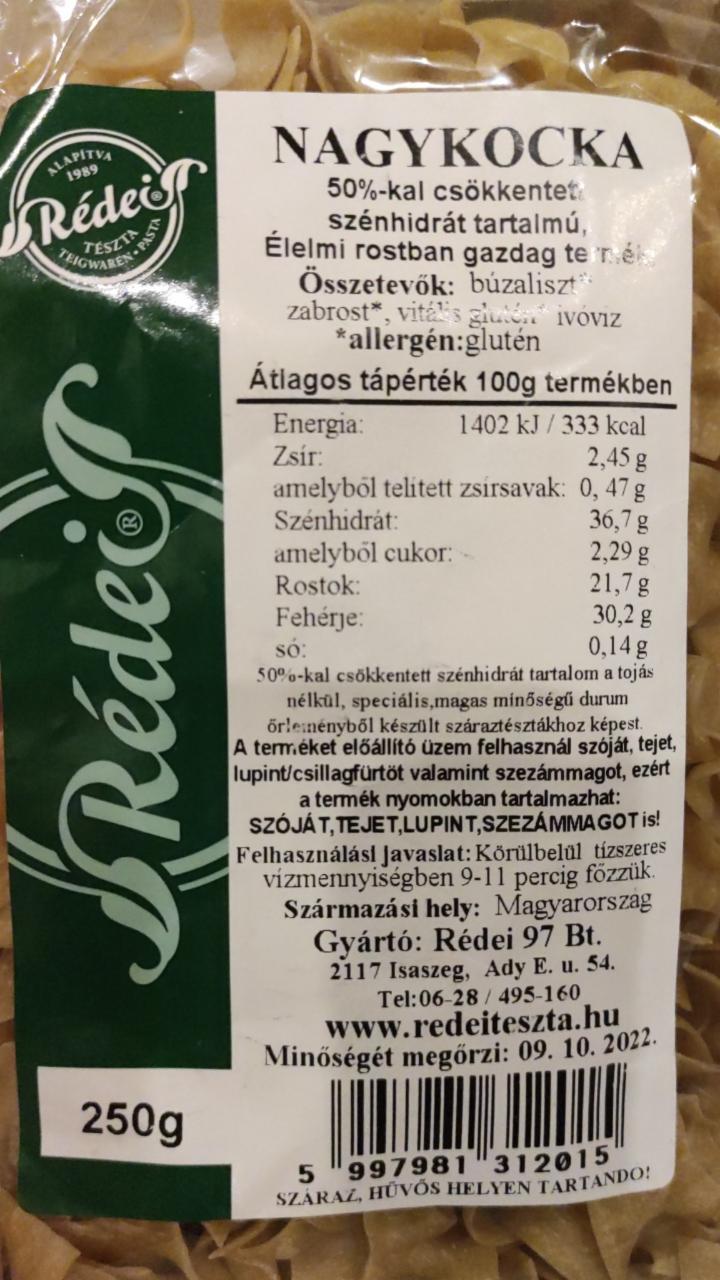 ALAPÍTVA
1989
Rédei®
TÉSZTA
TEIGWAREN • PASTA
Rédei®
250g
NAGYKOCKA
50%-kal csökkentett
szénhidrát tartalmú,
Élelmi rostban gazdag termék
Összetevők: búzaliszt*
zabrost*, vitális glutén* ivóvíz
*allergén:glutén
Átlagos tápérték 100g termékben
Energia: 1402 kJ / 333 kcal
Zsír: 2,45 g
amelyből telített zsírsavak: 0, 47 g
Szénhidrát: 36,7 g
amelyből cukor: 2,29 g
Rostok: 21,7 g
Fehérje: 30,2 g
só: 0,14 g
50%-kal csökkentett szénhidrát tartalom a tojás
nélkül, speciális,magas minőségű durum
őrleményből készült száraztésztákhoz képest.
A terméket előállító üzem felhasznál szóját, tejet,
lupint/csillagfürtöt valamint szezámmagot, ezért
a termék nyomokban tartalmazhat:
SZÓJÁT,TEJET,LUPINT,SZEZÁMMAGOT is!
Felhasználási Javaslat: Körülbelül tízszeres
vízmennyiségben 9-11 percig főzzük.
Származási hely: Magyarország
Gyártó: Rédei 97 Bt.
2117 Isaszeg, Ady E. u. 54.
Tel:06-28 / 495-160
www.redeiteszta.hu
Minőségét megőrzi: 09. 10. 2022.
5 997981 312015
SZÁRAZ, HŰVÖS HELYEN TARTANDÓ!